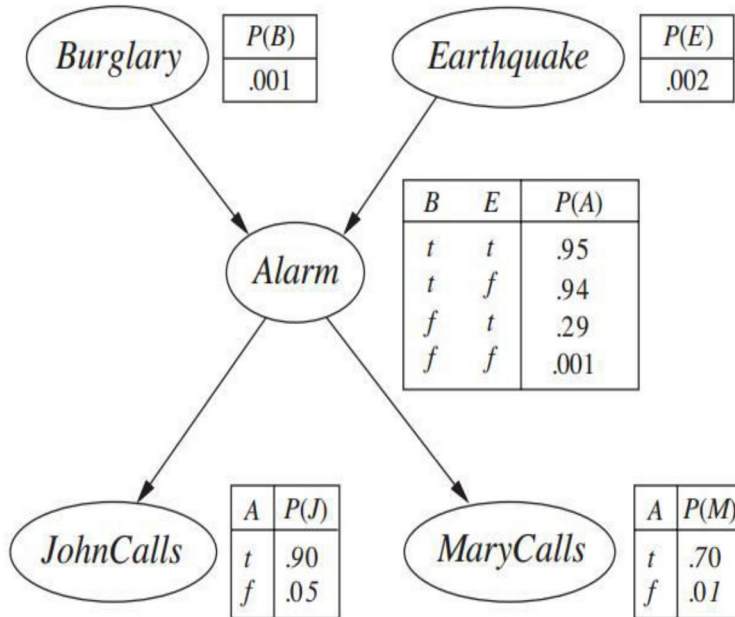 Burglary
P(B)
.001
Earthquake
P(E)
.002
B E P(A)
t t .95
t f .94
f t .29
f f .001
Alarm
JohnCalls
A P(J)
t .90
f .05
MaryCalls
A P(M)
t .70
f .01